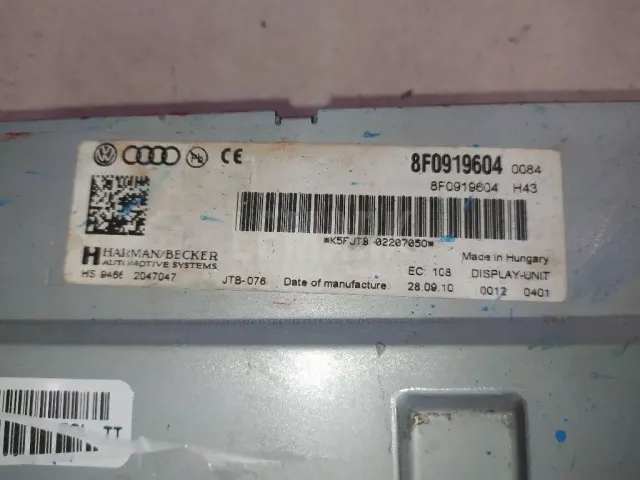 CE
8F0919604 0084
8F0919604 H43
*K5FJTB-02207050*
HARMAN/BECKER
AUTOMOTIVE SYSTEMS
Made in Hungary
EC 108 DISPLAY-UNIT
HS 9466 2047047 JTB-076 Date of manufacture: 28.09.10 0012 0401